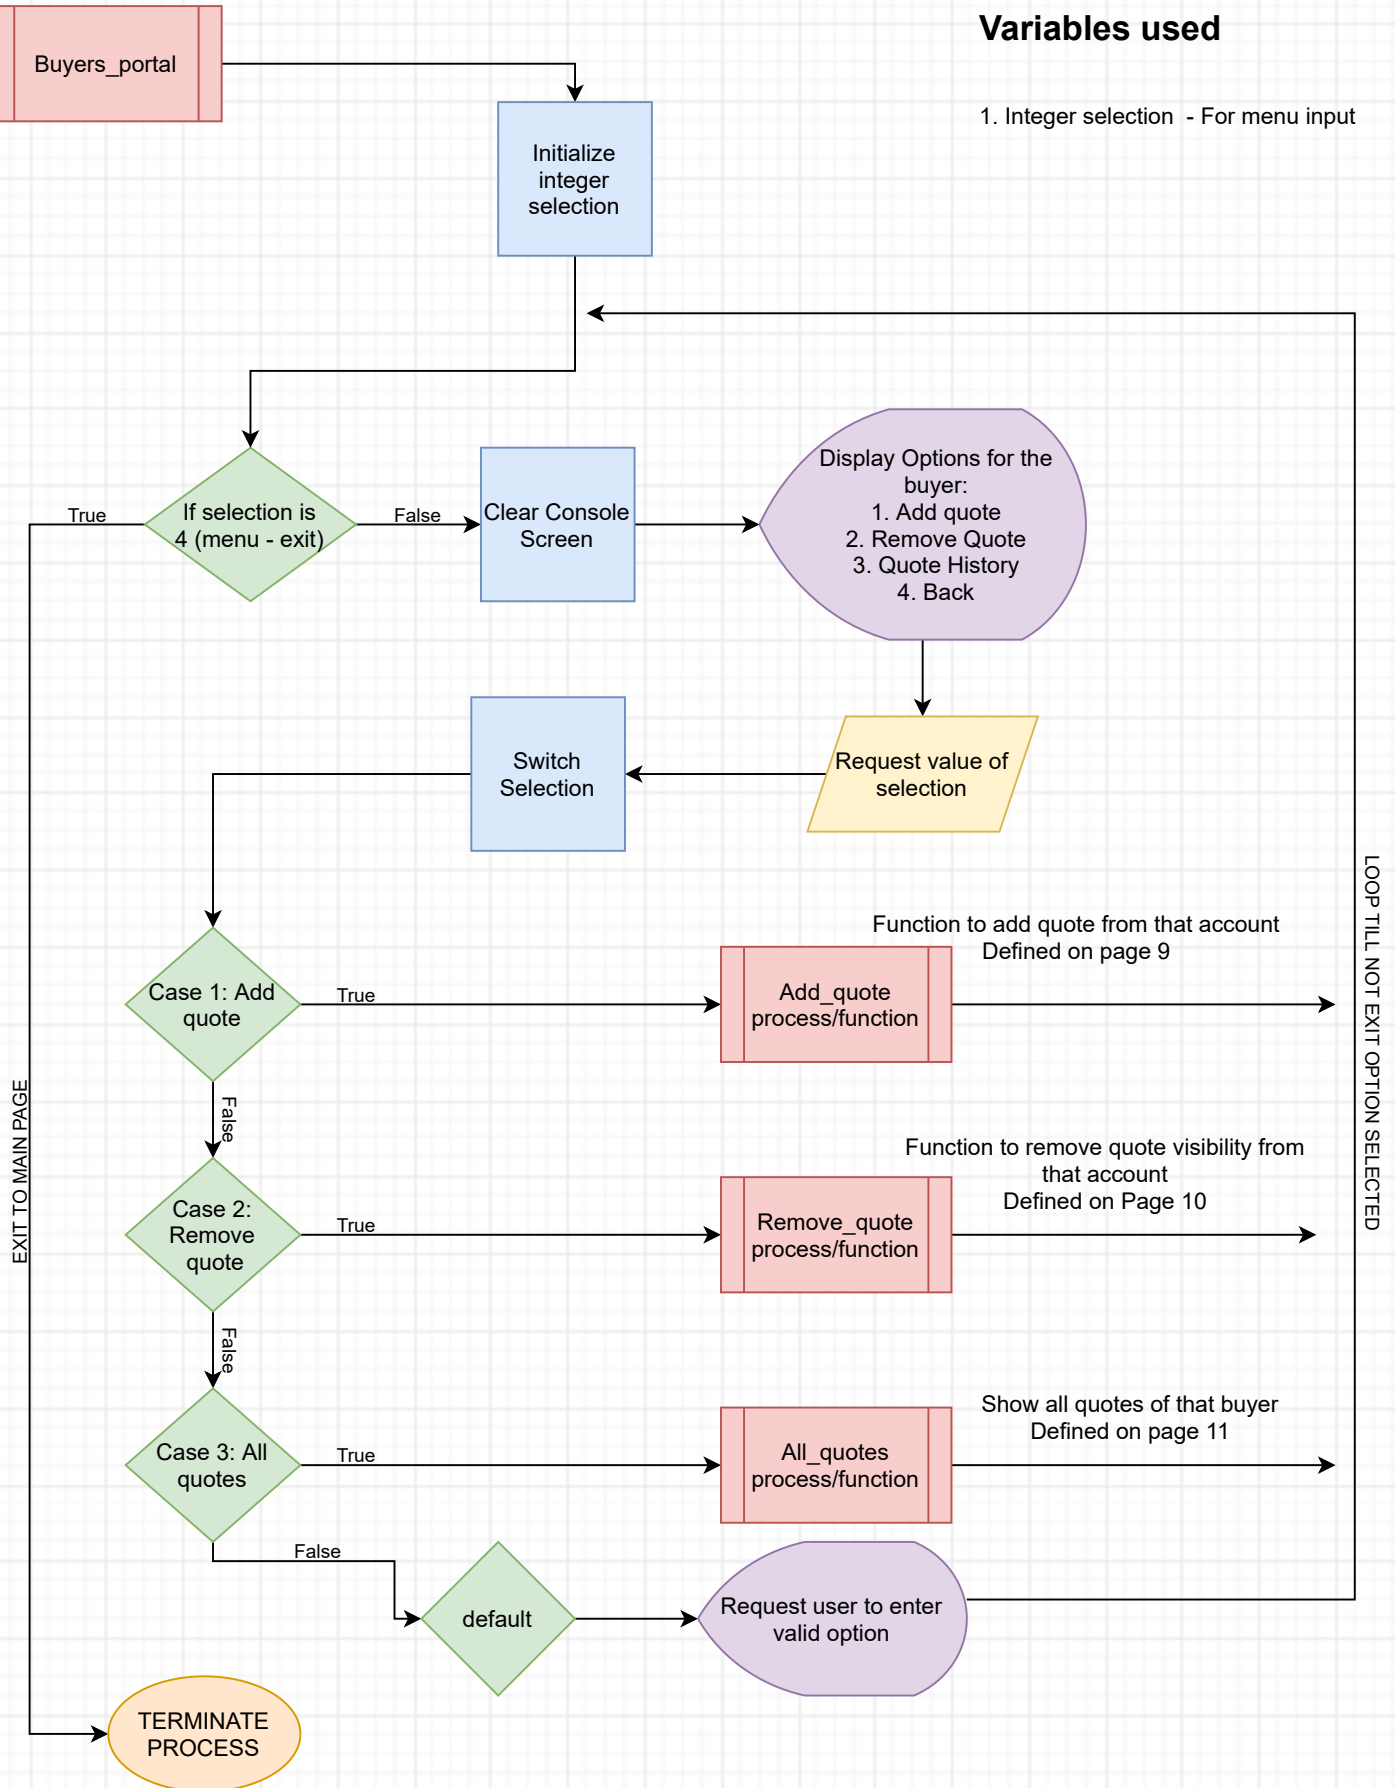 Variables used
Buyers_portal
1. Integer selection - For menu input
Initialize
integer
selection
If selection is
4 (menu - exit)
True
False
Clear Console
Screen
Display Options for the
buyer:
1. Add quote
2. Remove Quote
3. Quote History
4. Back
Request value of
selection
Switch
Selection
Function to add quote from that account
Defined on page 9
Case 1: Add
quote
True
Add_quote
process/function
False
LOOP TILL NOT EXIT OPTION SELECTED
EXIT TO MAIN PAGE
Function to remove quote visibility from
that account
Defined on Page 10
Case 2:
Remove
quote
True
Remove_quote
process/function
False
Show all quotes of that buyer
Defined on page 11
Case 3: All
quotes
True
All_quotes
process/function
False
default
Request user to enter
valid option
TERMINATE
PROCESS